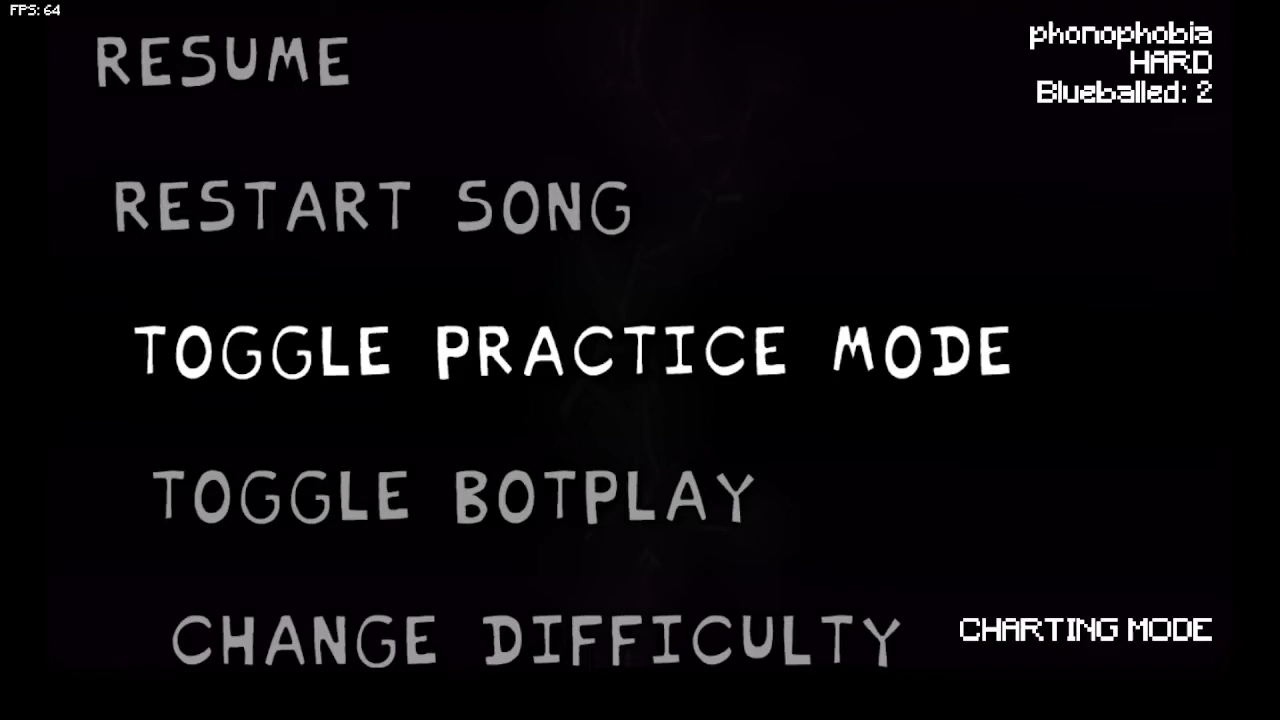 FPS: 64
phonophobia
HARD
Blueballed: 2
RESUME
RESTART SONG
TOGGLE PRACTICE MODE
TOGGLE BOTPLAY
CHANGE DIFFICULTY
CHARTING MODE